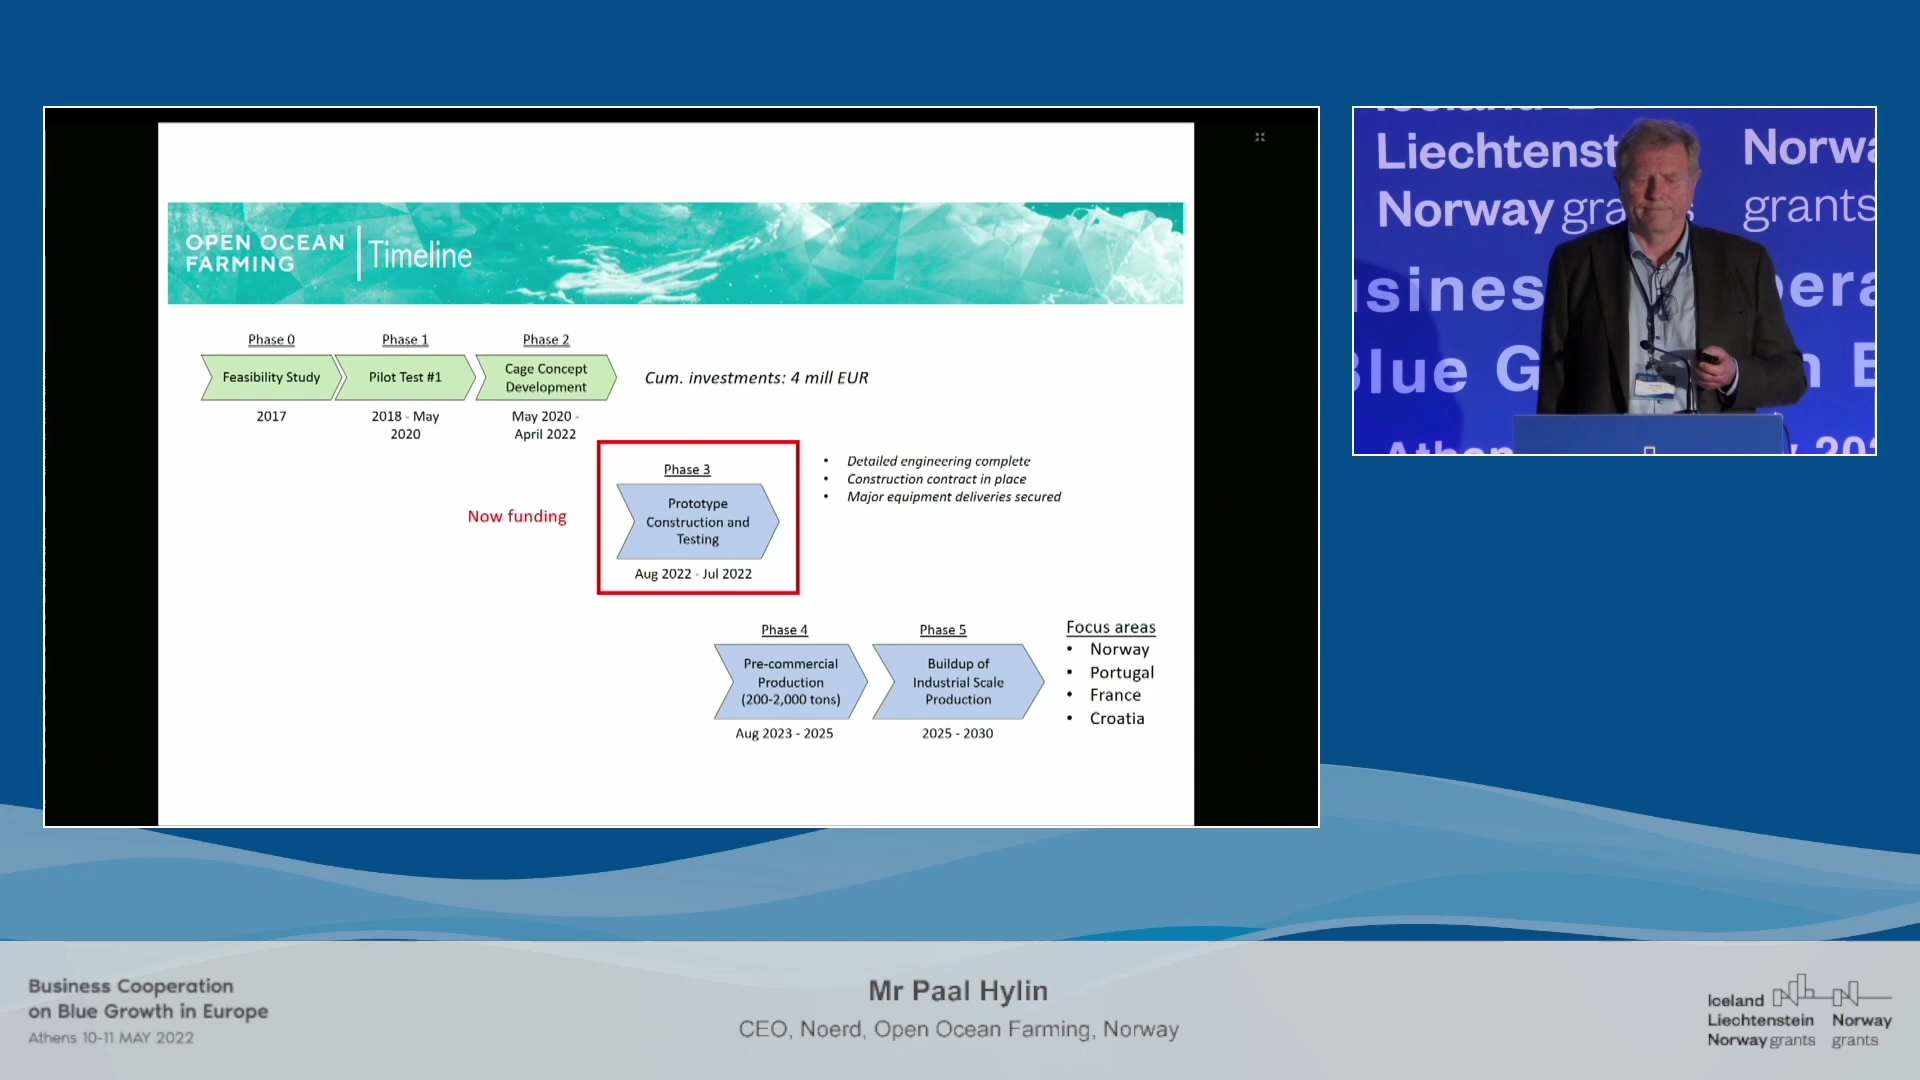 OPEN OCEAN
FARMING
Timeline
Phase 0
Feasibility Study
2017
Phase 1
Pilot Test #1
2018 - May
2020
Phase 2
Cage Concept
Development
May 2020 -
April 2022
Cum. investments: 4 mill EUR
Now funding
Phase 3
Prototype
Construction and
Testing
Aug 2022 - Jul 2022
• Detailed engineering complete
• Construction contract in place
• Major equipment deliveries secured
Phase 4
Pre-commercial
Production
(200-2,000 tons)
Aug 2023 - 2025
Phase 5
Buildup of
Industrial Scale
Production
2025 - 2030
Focus areas
• Norway
• Portugal
• France
• Croatia
Liechtenst
Norway gra
Norwa
grants
sines
pera
Blue G
n E
Business Cooperation
on Blue Growth in Europe
Athens 10-11 MAY 2022
Mr Paal Hylin
CEO, Noerd, Open Ocean Farming, Norway
Iceland
Liechtenstein
Norway grants
Norway
grants